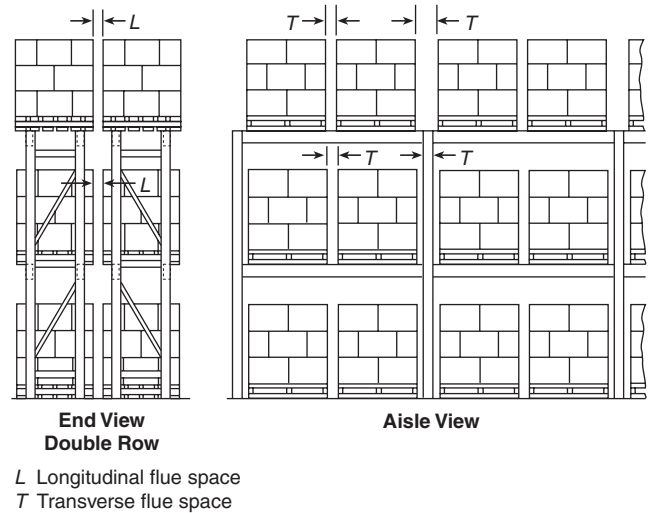 L
T
T
T
T
L
End View
Double Row
Aisle View
L Longitudinal flue space
T Transverse flue space